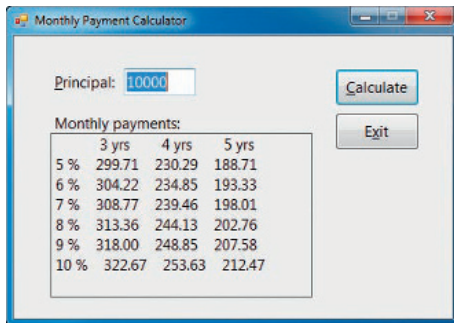 Monthly Payment Calculator
Principal: 10000
Calculate
Monthly payments:
Exit
3 yrs 4 yrs 5 yrs
5 % 299.71 230.29 188.71
6 % 304.22 234.85 193.33
7 % 308.77 239.46 198.01
8 % 313.36 244.13 202.76
9 % 318.00 248.85 207.58
10 % 322.67 253.63 212.47